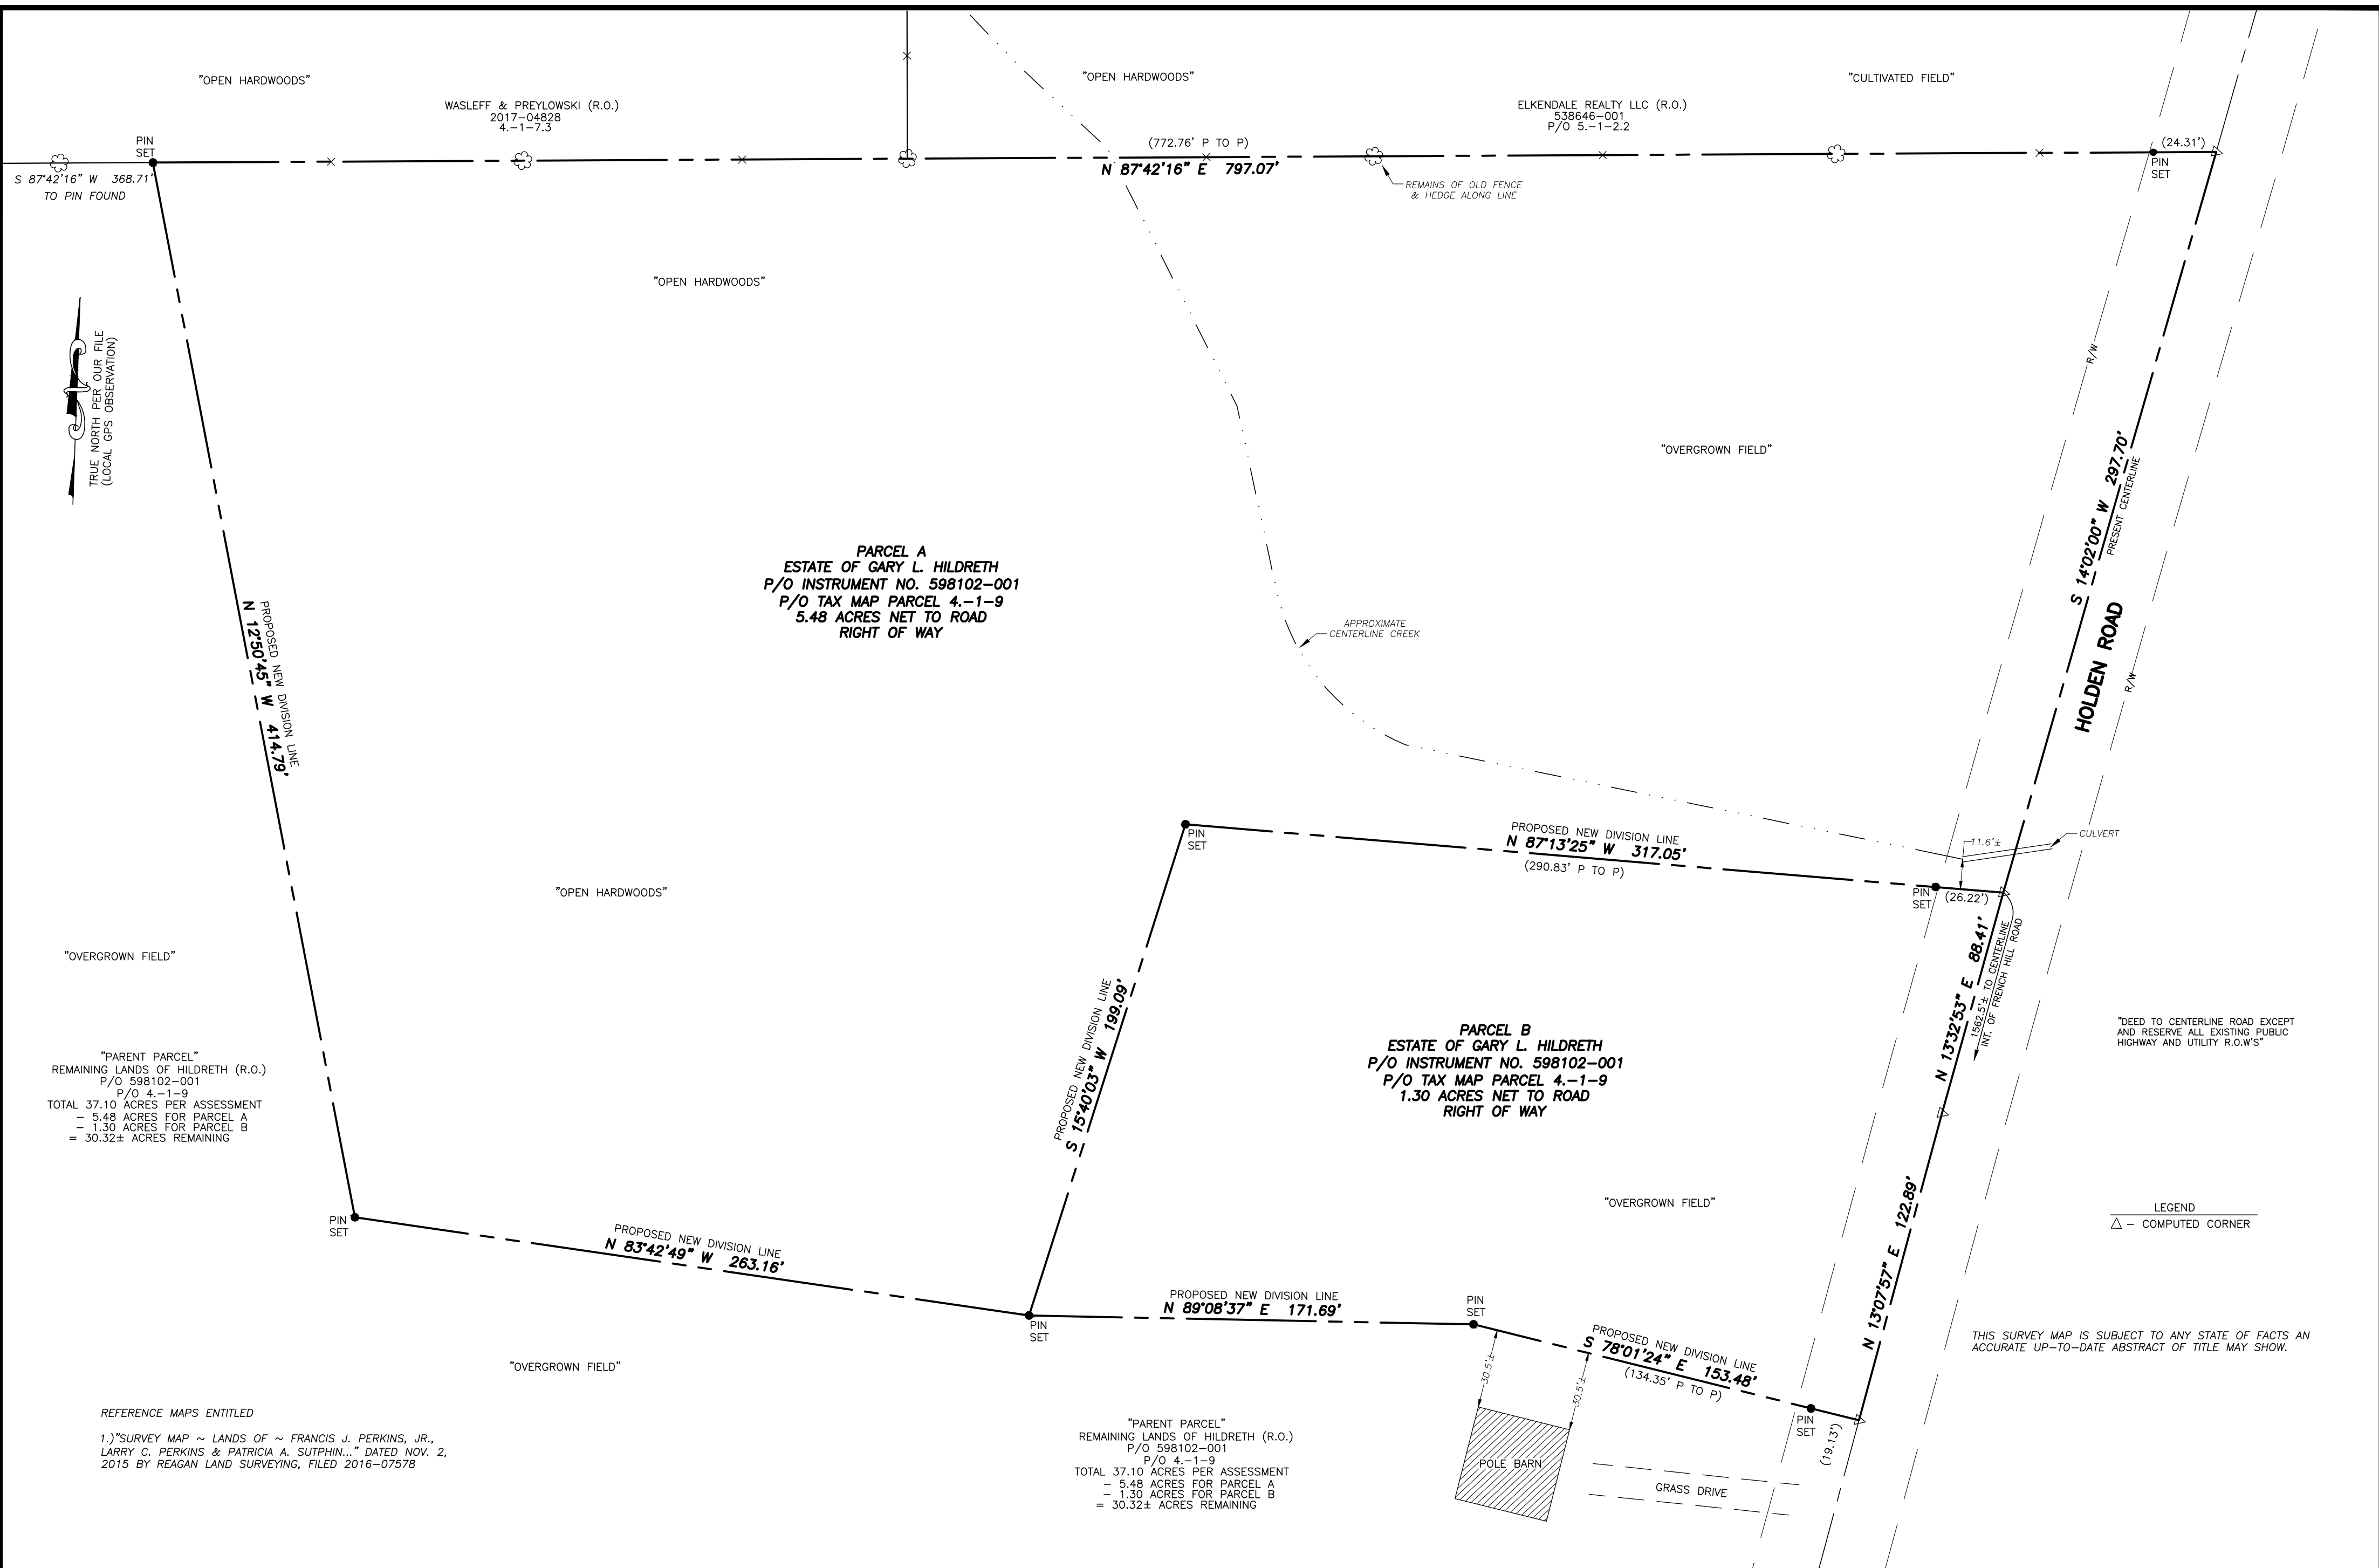 "OPEN HARDWOODS"
"OPEN HARDWOODS"
"CULTIVATED FIELD"
WASLEFF & PREYLOWSKI (R.O.)
2017-04828
4.-1-7.3
ELKENDALE REALTY LLC (R.O.)
538646-001
P/O 5.-1-2.2
PIN
SET
(772.76' P TO P)
N 87°42'16" E 797.07'
(24.31')
PIN
SET
S 87°42'16" W 368.71'
TO PIN FOUND
REMAINS OF OLD FENCE
& HEDGE ALONG LINE
"OPEN HARDWOODS"
TRUE NORTH PER OUR FILE
(LOCAL GPS OBSERVATION)
R/W
"OVERGROWN FIELD"
S 14°02'00" W 297.70'
PRESENT CENTERLINE
PARCEL A
ESTATE OF GARY L. HILDRETH
P/O INSTRUMENT NO. 598102-001
P/O TAX MAP PARCEL 4.-1-9
5.48 ACRES NET TO ROAD
RIGHT OF WAY
APPROXIMATE
CENTERLINE CREEK
HOLDEN ROAD
R/W
PROPOSED NEW DIVISION LINE
N 12°50'45" W 414.79'
PIN
SET
PROPOSED NEW DIVISION LINE
N 87°13'25" W 317.05'
(290.83' P TO P)
11.6'±
CULVERT
PIN
SET
(26.22')
"OPEN HARDWOODS"
N 13°32'53" E 88.41'
1562.5'± TO CENTERLINE
INT. OF FRENCH HILL ROAD
"OVERGROWN FIELD"
PROPOSED NEW DIVISION LINE
S 15°40'03" W 199.09'
"DEED TO CENTERLINE ROAD EXCEPT
AND RESERVE ALL EXISTING PUBLIC
HIGHWAY AND UTILITY R.O.W'S"
PARCEL B
ESTATE OF GARY L. HILDRETH
P/O INSTRUMENT NO. 598102-001
P/O TAX MAP PARCEL 4.-1-9
1.30 ACRES NET TO ROAD
RIGHT OF WAY
"PARENT PARCEL"
REMAINING LANDS OF HILDRETH (R.O.)
P/O 598102-001
P/O 4.-1-9
TOTAL 37.10 ACRES PER ASSESSMENT
- 5.48 ACRES FOR PARCEL A
- 1.30 ACRES FOR PARCEL B
= 30.32± ACRES REMAINING
"OVERGROWN FIELD"
LEGEND
△ - COMPUTED CORNER
N 13°07'57" E 122.89'
PIN
SET
PROPOSED NEW DIVISION LINE
N 83°42'49" W 263.16'
PIN
SET
PROPOSED NEW DIVISION LINE
N 89°08'37" E 171.69'
PIN
SET
PROPOSED NEW DIVISION LINE
S 78°01'24" E 153.48'
(134.35' P TO P)
THIS SURVEY MAP IS SUBJECT TO ANY STATE OF FACTS AN
ACCURATE UP-TO-DATE ABSTRACT OF TITLE MAY SHOW.
"OVERGROWN FIELD"
30.5'±
30.5'±
PIN
SET
(19.13')
REFERENCE MAPS ENTITLED
1.)"SURVEY MAP ~ LANDS OF ~ FRANCIS J. PERKINS, JR.,
LARRY C. PERKINS & PATRICIA A. SUTPHIN..." DATED NOV. 2,
2015 BY REAGAN LAND SURVEYING, FILED 2016-07578
"PARENT PARCEL"
REMAINING LANDS OF HILDRETH (R.O.)
P/O 598102-001
P/O 4.-1-9
TOTAL 37.10 ACRES PER ASSESSMENT
- 5.48 ACRES FOR PARCEL A
- 1.30 ACRES FOR PARCEL B
= 30.32± ACRES REMAINING
POLE BARN
GRASS DRIVE